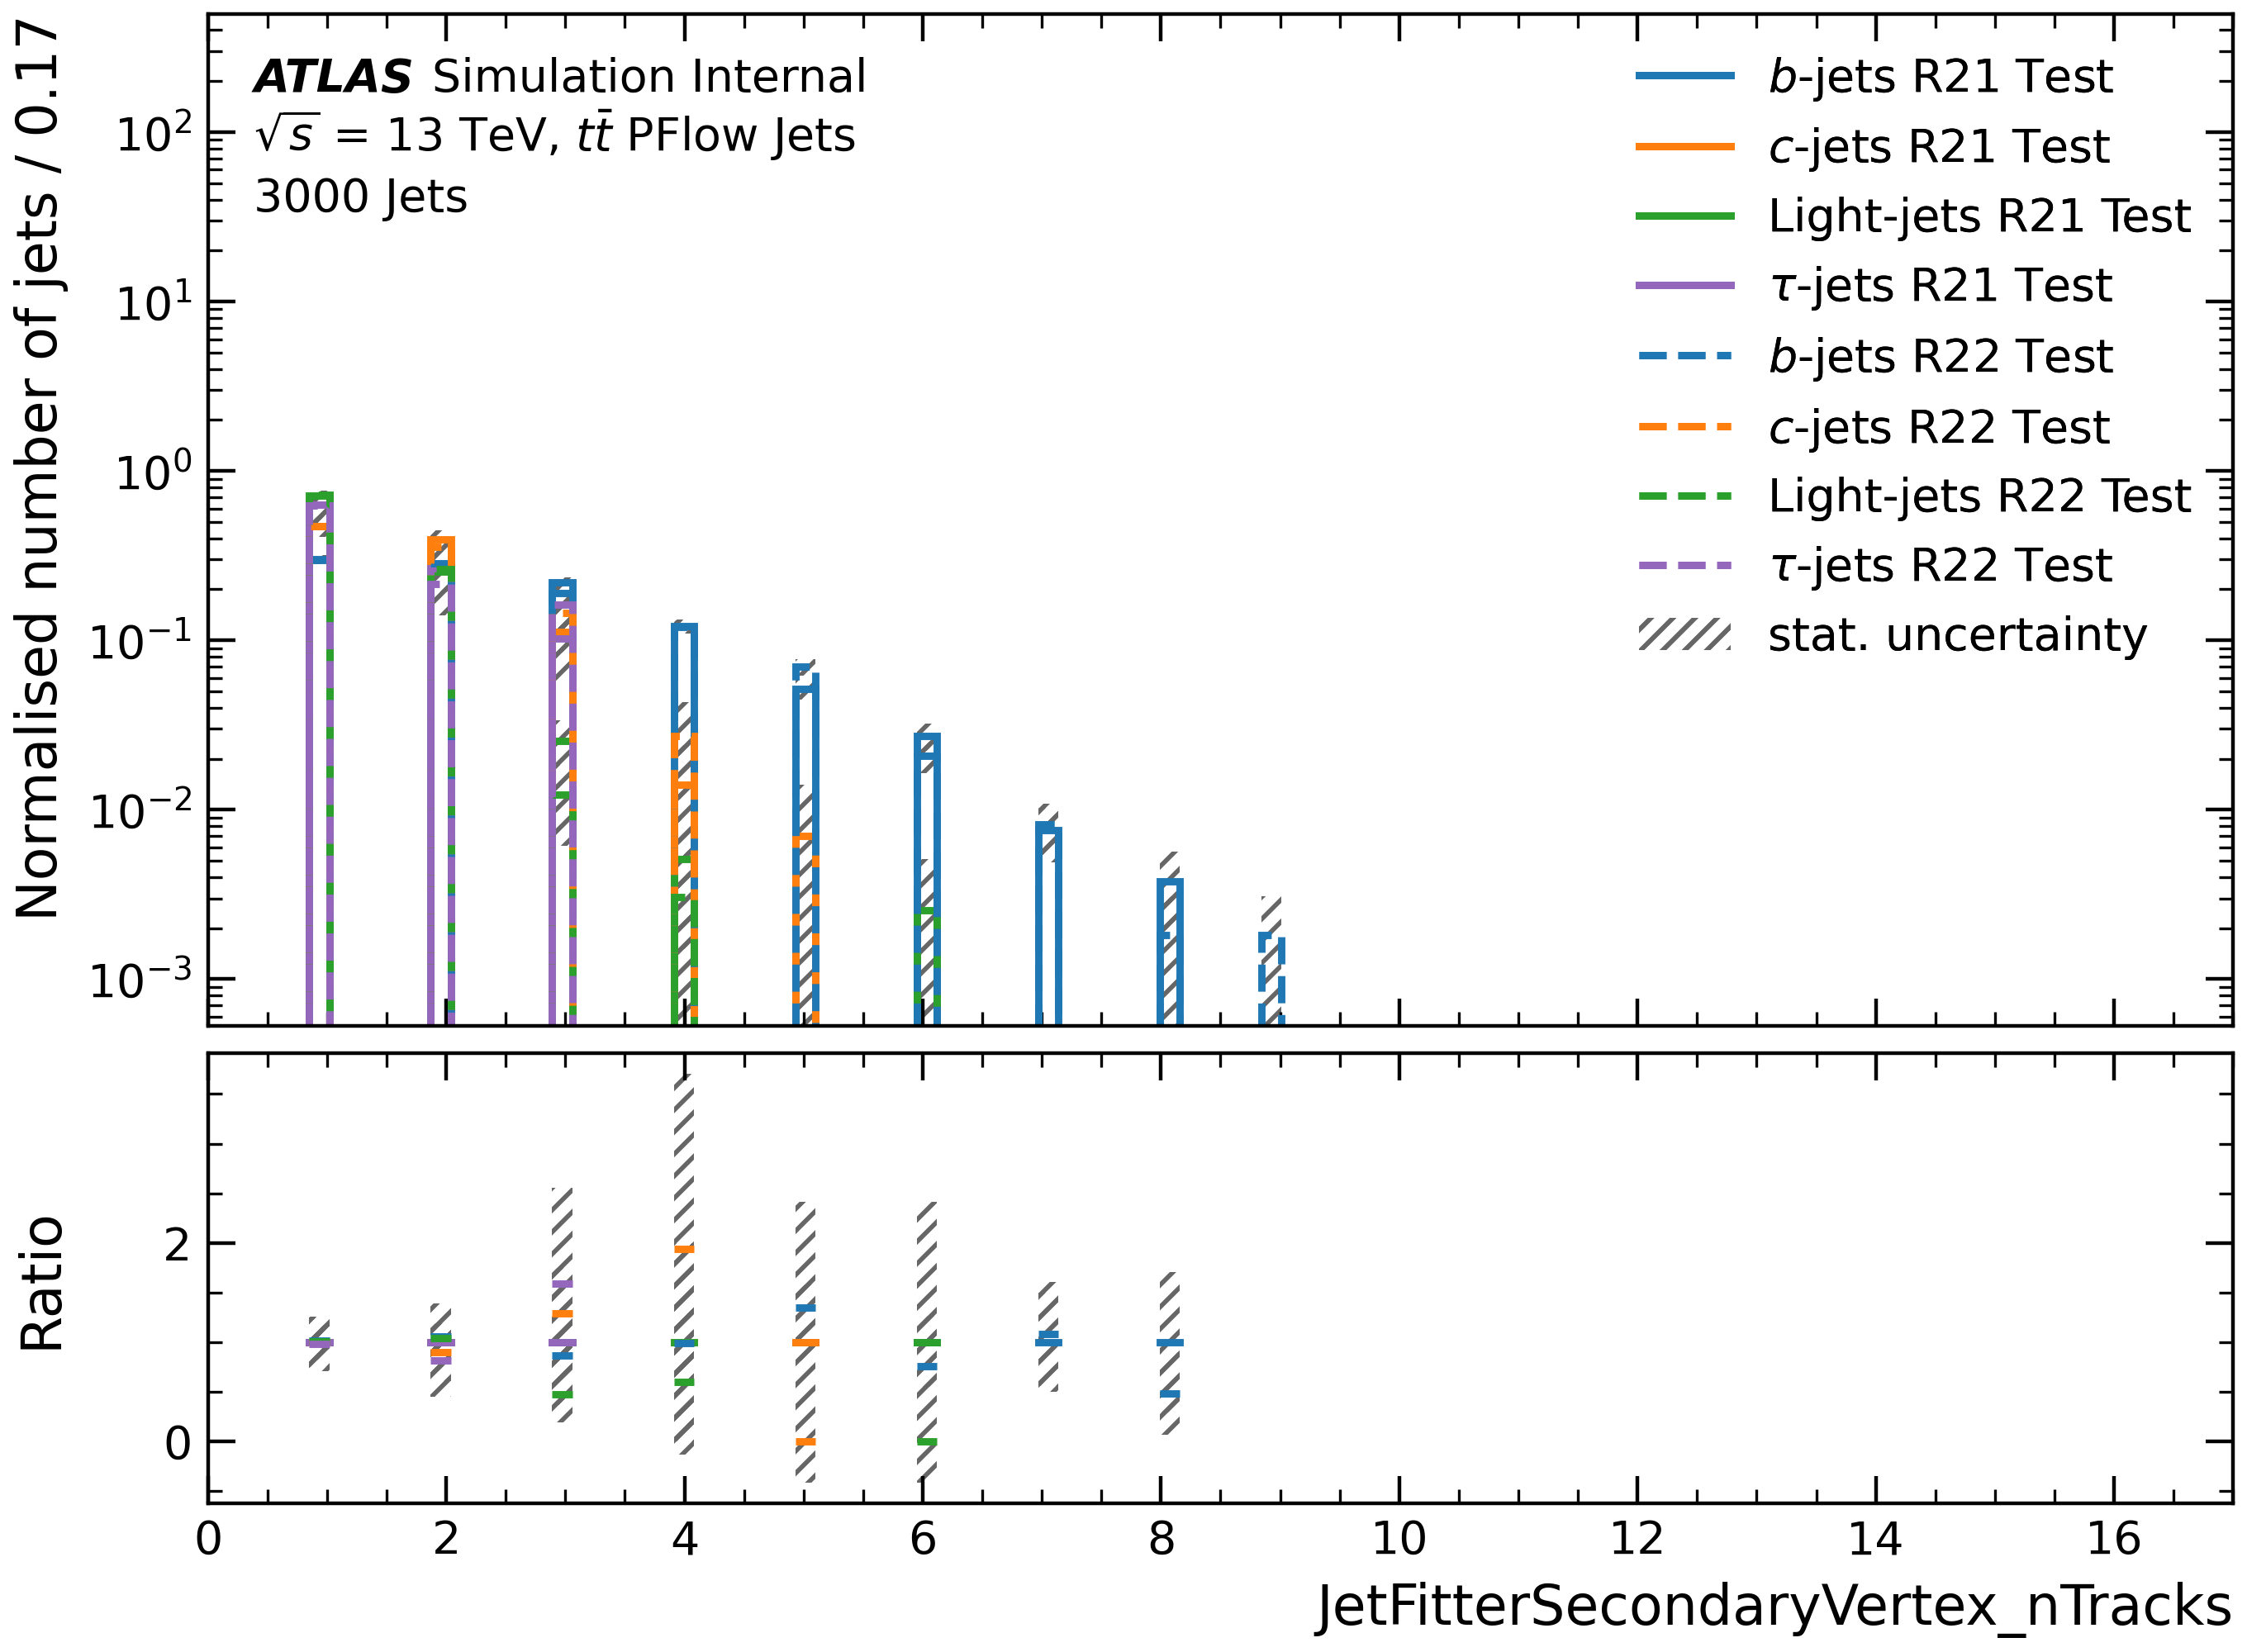 Normalised number of jets / 0.17
ATLAS Simulation Internal
√s = 13 TeV, tt̄ PFlow Jets
3000 Jets
b-jets R21 Test
c-jets R21 Test
Light-jets R21 Test
τ-jets R21 Test
b-jets R22 Test
c-jets R22 Test
Light-jets R22 Test
τ-jets R22 Test
stat. uncertainty
10²
10¹
10⁰
10⁻¹
10⁻²
10⁻³
Ratio
2
0
0 2 4 6 8 10 12 14 16
JetFitterSecondaryVertex_nTracks